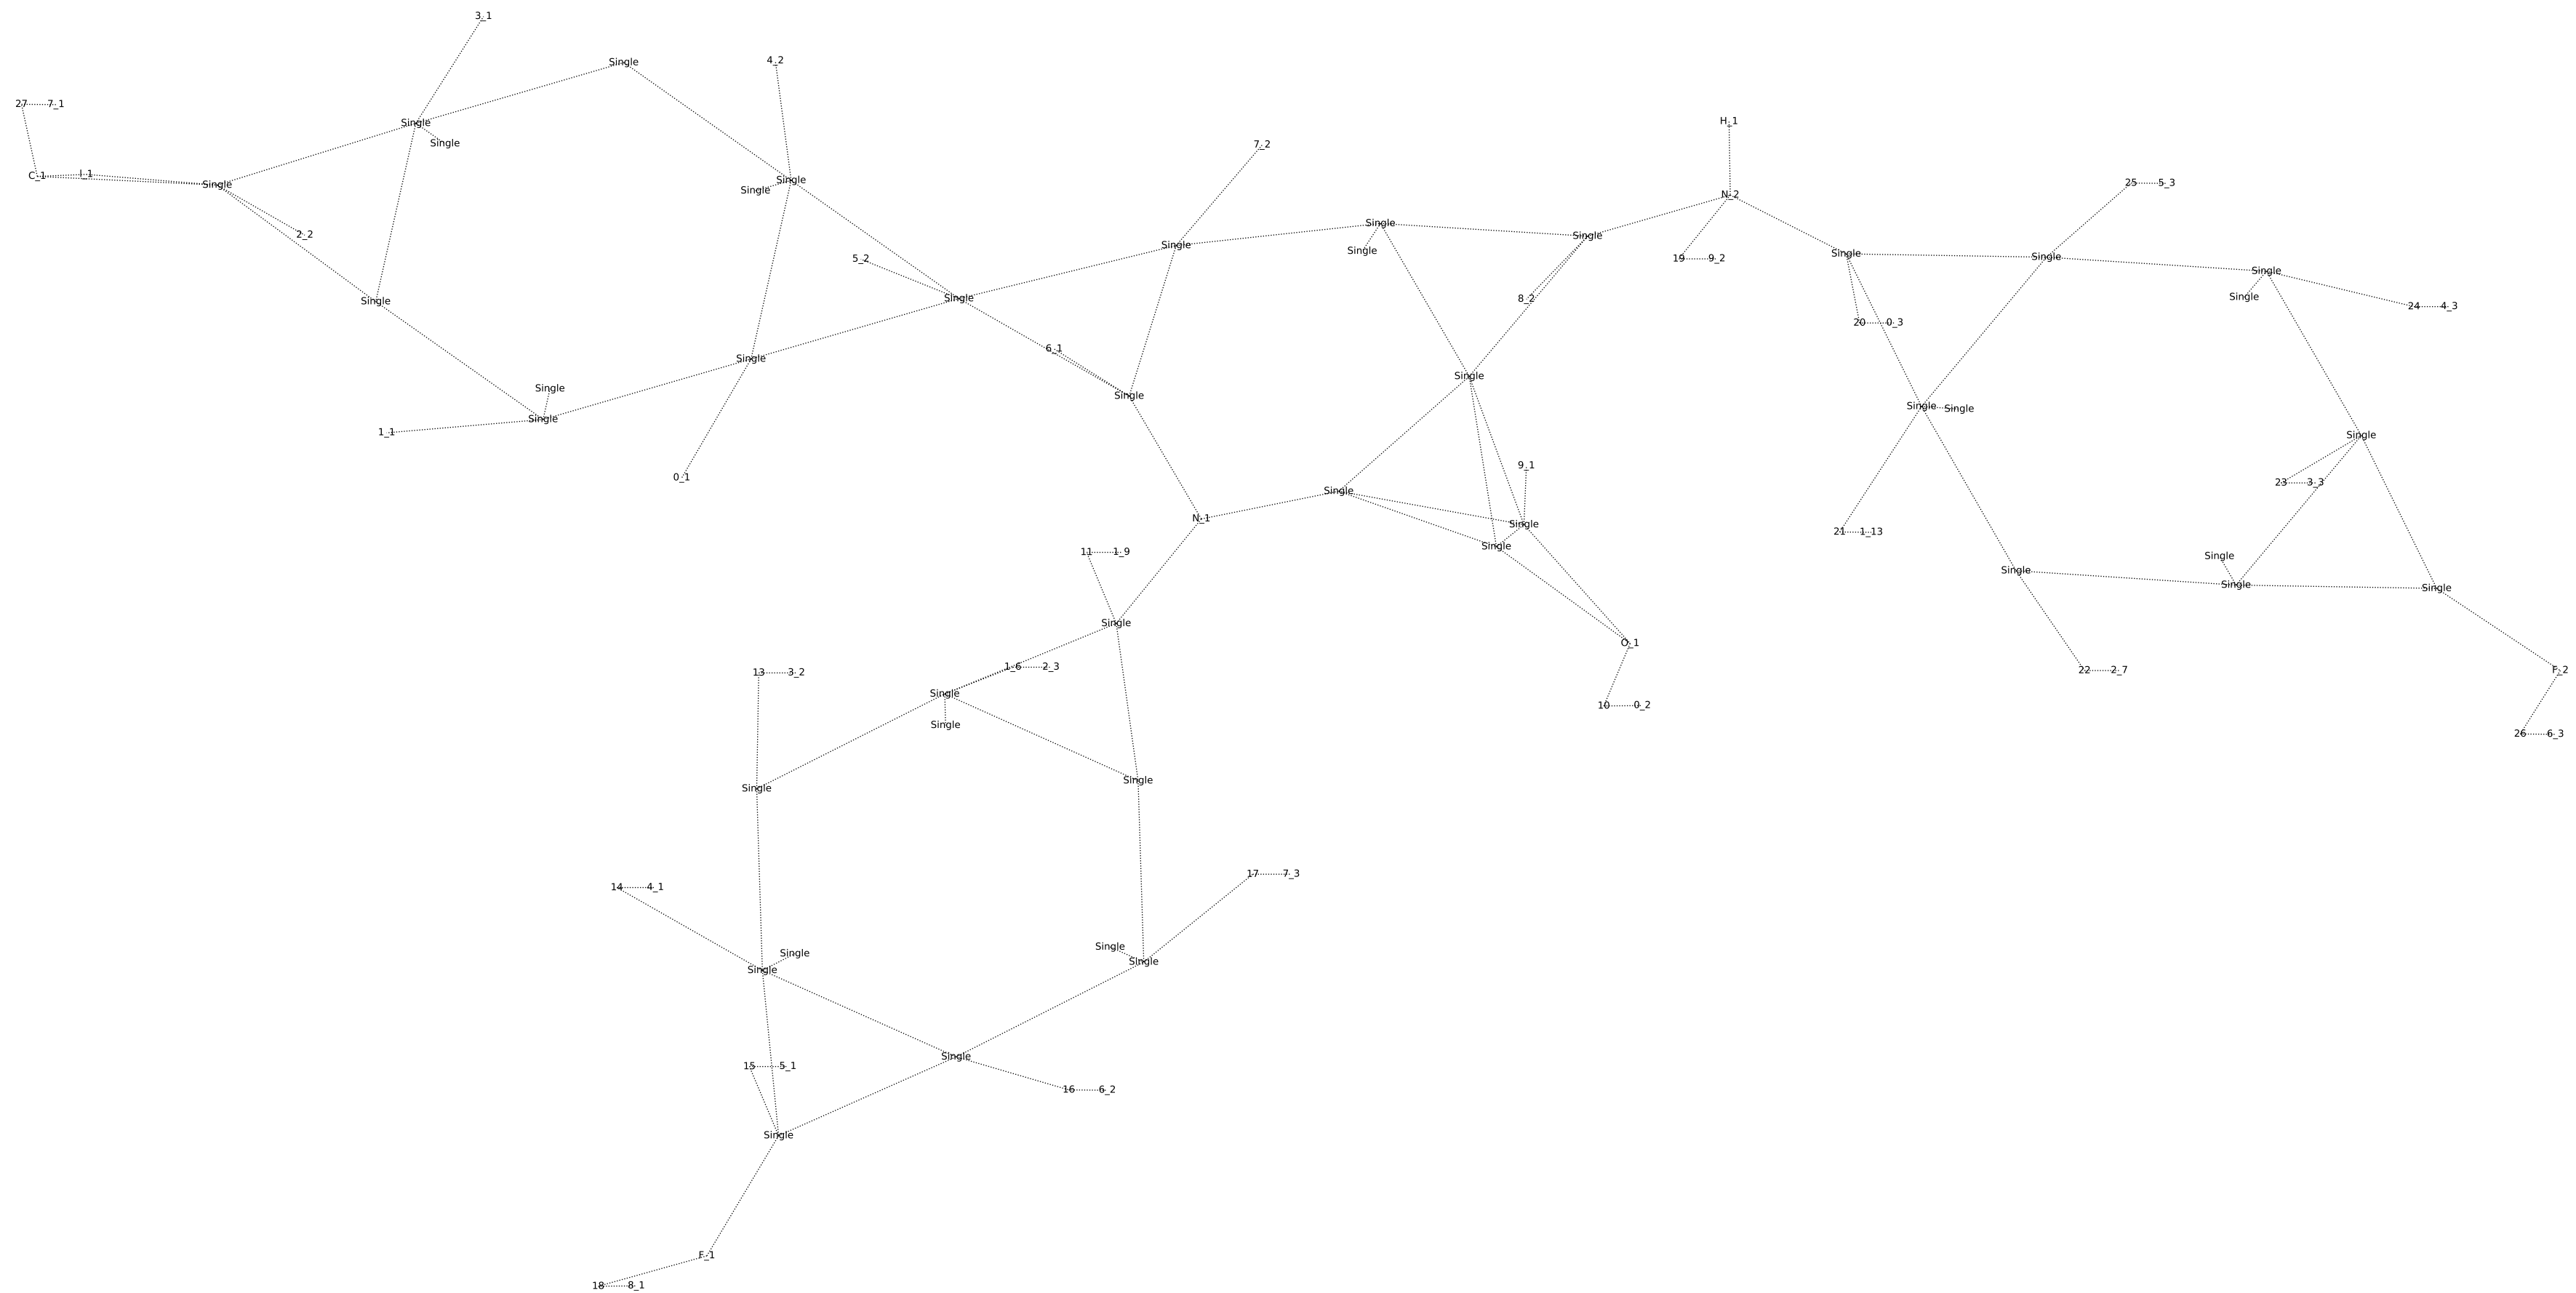 3_1
Single
4_2
27 7_1
H_1
Single
Single
7_2
C_1 l_1
Single
Single
Single
25 5_3
N_2
Single
2_2
Single
Single
Single
Single
Single
Single
5_2
19 9_2
Single
Single
Single
Single
8_2
24 4_3
20 0_3
6_1
Single
Single
Single
Single
Single
Single
Single
1_1
Single
9_1
0_1
23 3_3
Single
N_1
Single
21 1_13
Single
11 1_9
Single
Single
Single
Single
Single
O_1
1_6 2_3
13 3_2
22 2_7
F_2
Single
10 0_2
Single
26 6_3
Single
Single
17 7_3
14 4_1
Single
Single
Single
Single
Single
15 5_1
16 6_2
Single
F_1
18 8_1